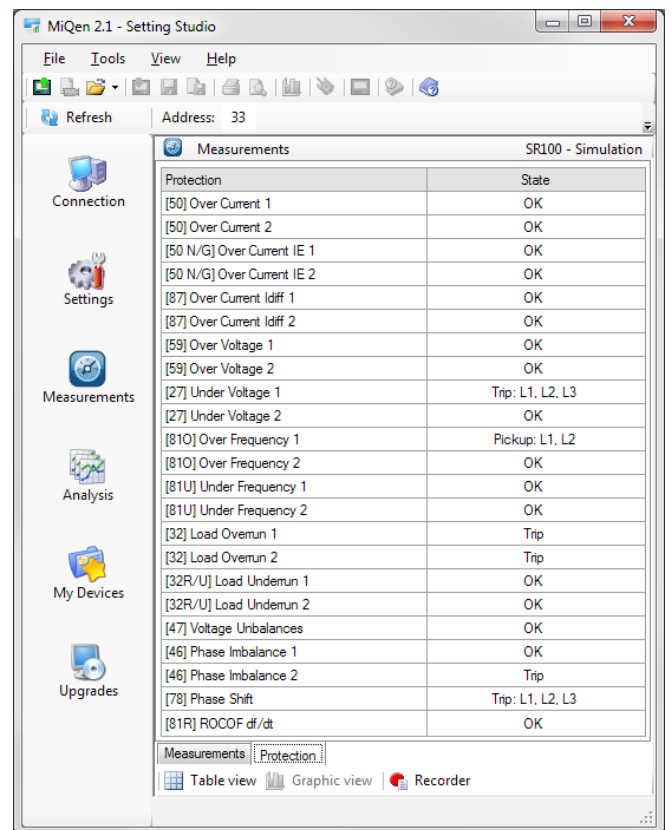 MiQen 2.1 - Setting Studio
File Tools View Help
Refresh Address: 33
Measurements SR100 - Simulation
Connection
Settings
Measurements
Analysis
My Devices
Upgrades
Protection State
[50] Over Current 1 OK
[50] Over Current 2 OK
[50 N/G] Over Current IE 1 OK
[50 N/G] Over Current IE 2 OK
[87] Over Current Idiff 1 OK
[87] Over Current Idiff 2 OK
[59] Over Voltage 1 OK
[59] Over Voltage 2 OK
[27] Under Voltage 1 Trip: L1, L2, L3
[27] Under Voltage 2 OK
[81O] Over Frequency 1 Pickup: L1, L2
[81O] Over Frequency 2 OK
[81U] Under Frequency 1 OK
[81U] Under Frequency 2 OK
[32] Load Overrun 1 Trip
[32] Load Overrun 2 Trip
[32R/U] Load Underrun 1 OK
[32R/U] Load Underrun 2 OK
[47] Voltage Unbalances OK
[46] Phase Imbalance 1 OK
[46] Phase Imbalance 2 Trip
[78] Phase Shift Trip: L1, L2, L3
[81R] ROCOF df/dt OK
Measurements Protection
Table view Graphic view Recorder